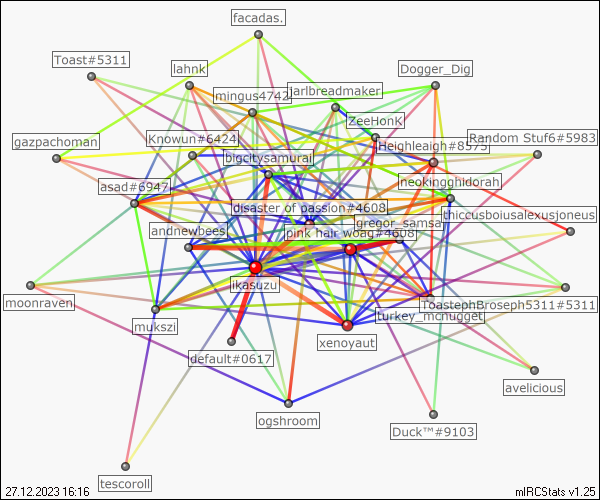 facadas.
Toast#5311
lahnk
Dogger_Dig
mingus4742
jarlbreadmaker
ZeeHonK
Knowun#6424
Heighleaigh#8575
Random Stuf6#5983
gazpachoman
bigcitysamurai
asad#6947
neokingghidorah
disaster of passion#4608
thiccusboiusalexusjoneus
gregor_samsa
andnewbees
pink hair woag#4608
ikasuzu
moonraven
ToastephBroseph5311#5311
mukszi
turkey_mcnugget
xenoyaut
default#0617
avelicious
ogshroom
Duck™#9103
tescoroll
27.12.2023 16:16
mIRCStats v1.25